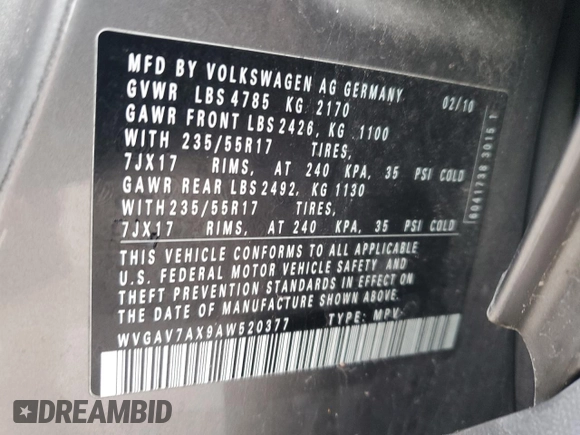 MFD BY VOLKSWAGEN AG GERMANY 02/10
GVWR LBS 4785 KG 2170
GAWR FRONT LBS 2426, KG 1100
WITH 235/55R17 TIRES,
7JX17 RIMS, AT 240 KPA, 35 PSI COLD
GAWR REAR LBS 2492, KG 1130
WITH 235/55R17 TIRES,
7JX17 RIMS, AT 240 KPA, 35 PSI COLD
THIS VEHICLE CONFORMS TO ALL APPLICABLE
U.S. FEDERAL MOTOR VEHICLE SAFETY AND
THEFT PREVENTION STANDARDS IN EFFECT ON
THE DATE OF MANUFACTURE SHOWN ABOVE.
WVGAV7AX9AW520377 TYPE: MPV
0041738 3015 1
DREAMBID